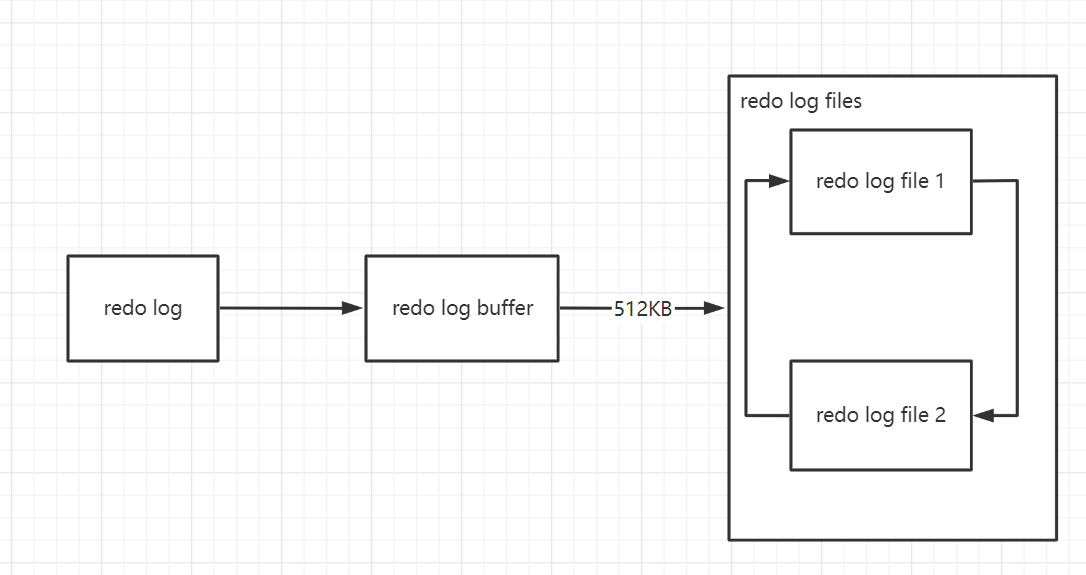 redo log files
redo log file 1
redo log
redo log buffer
512KB
redo log file 2